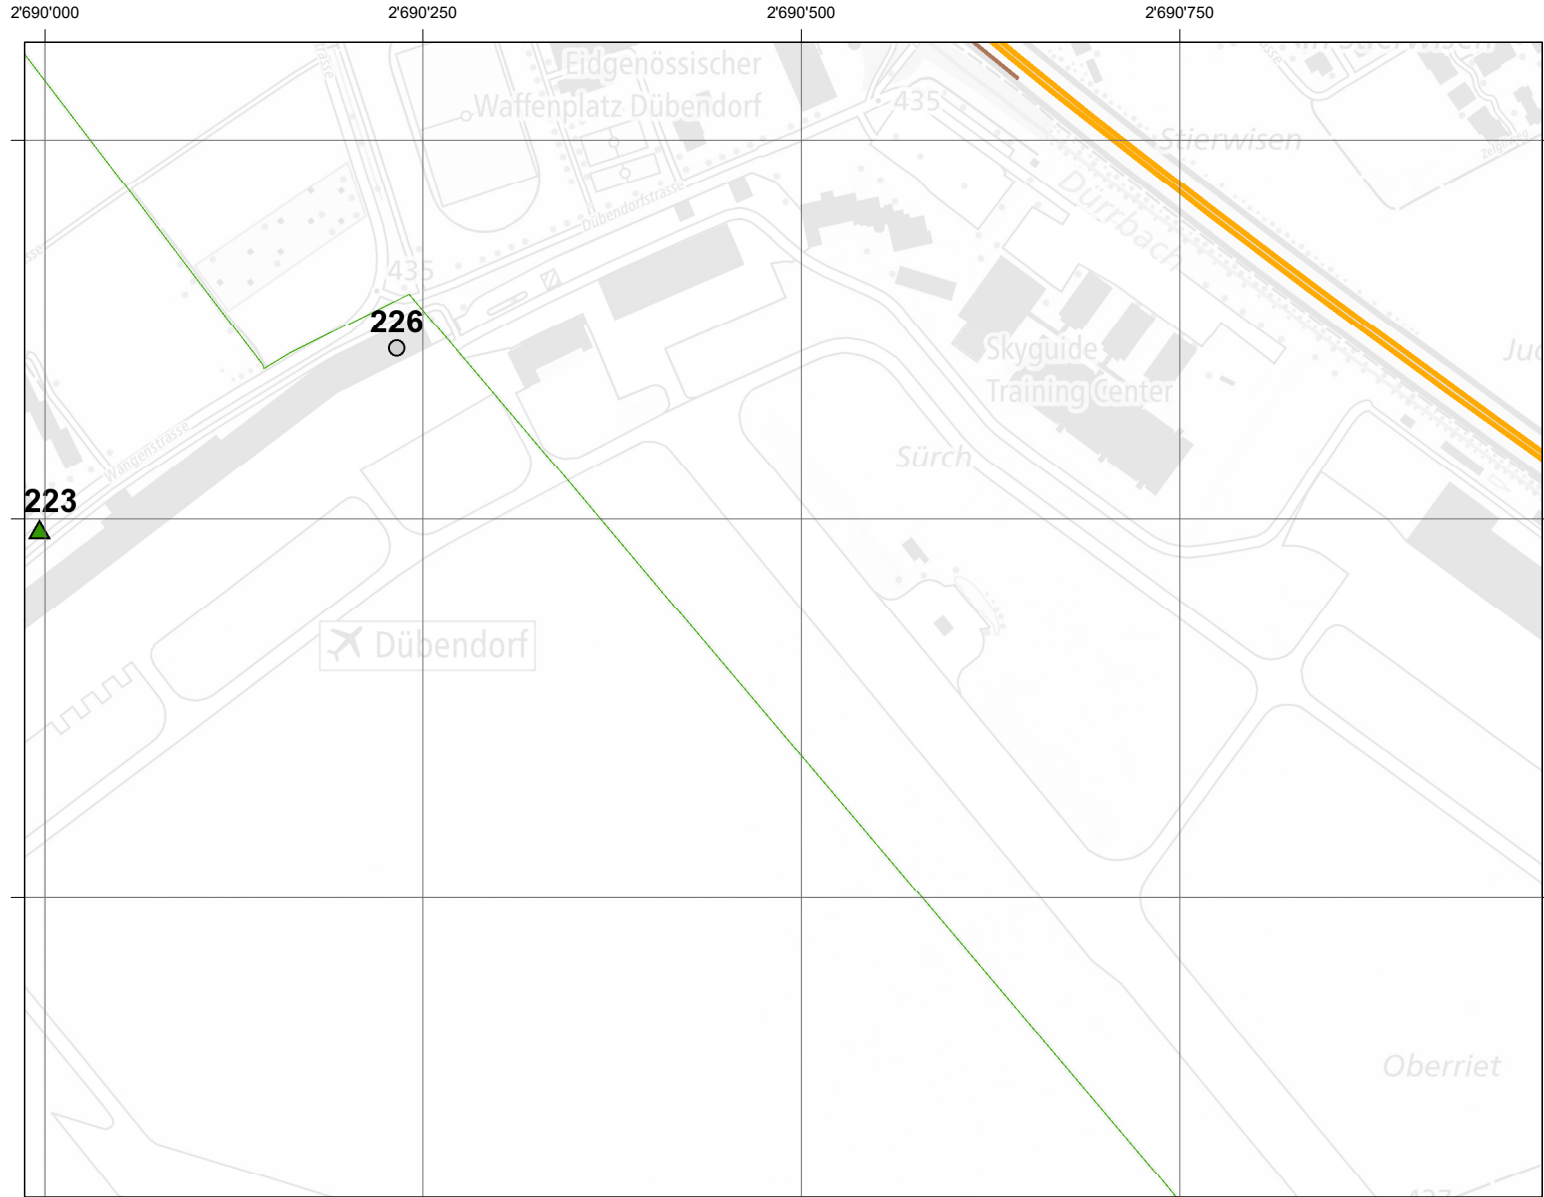 2'690'000
2'690'250
2'690'500
2'690'750
Eidgenössischer
Waffenplatz Dübendorf
435
Stierwisen
Dürrbach
Dübendorfstrasse
435
226
Skyguide
Training Center
Sürch
Wangenstrasse
223
Dübendorf
Oberriet